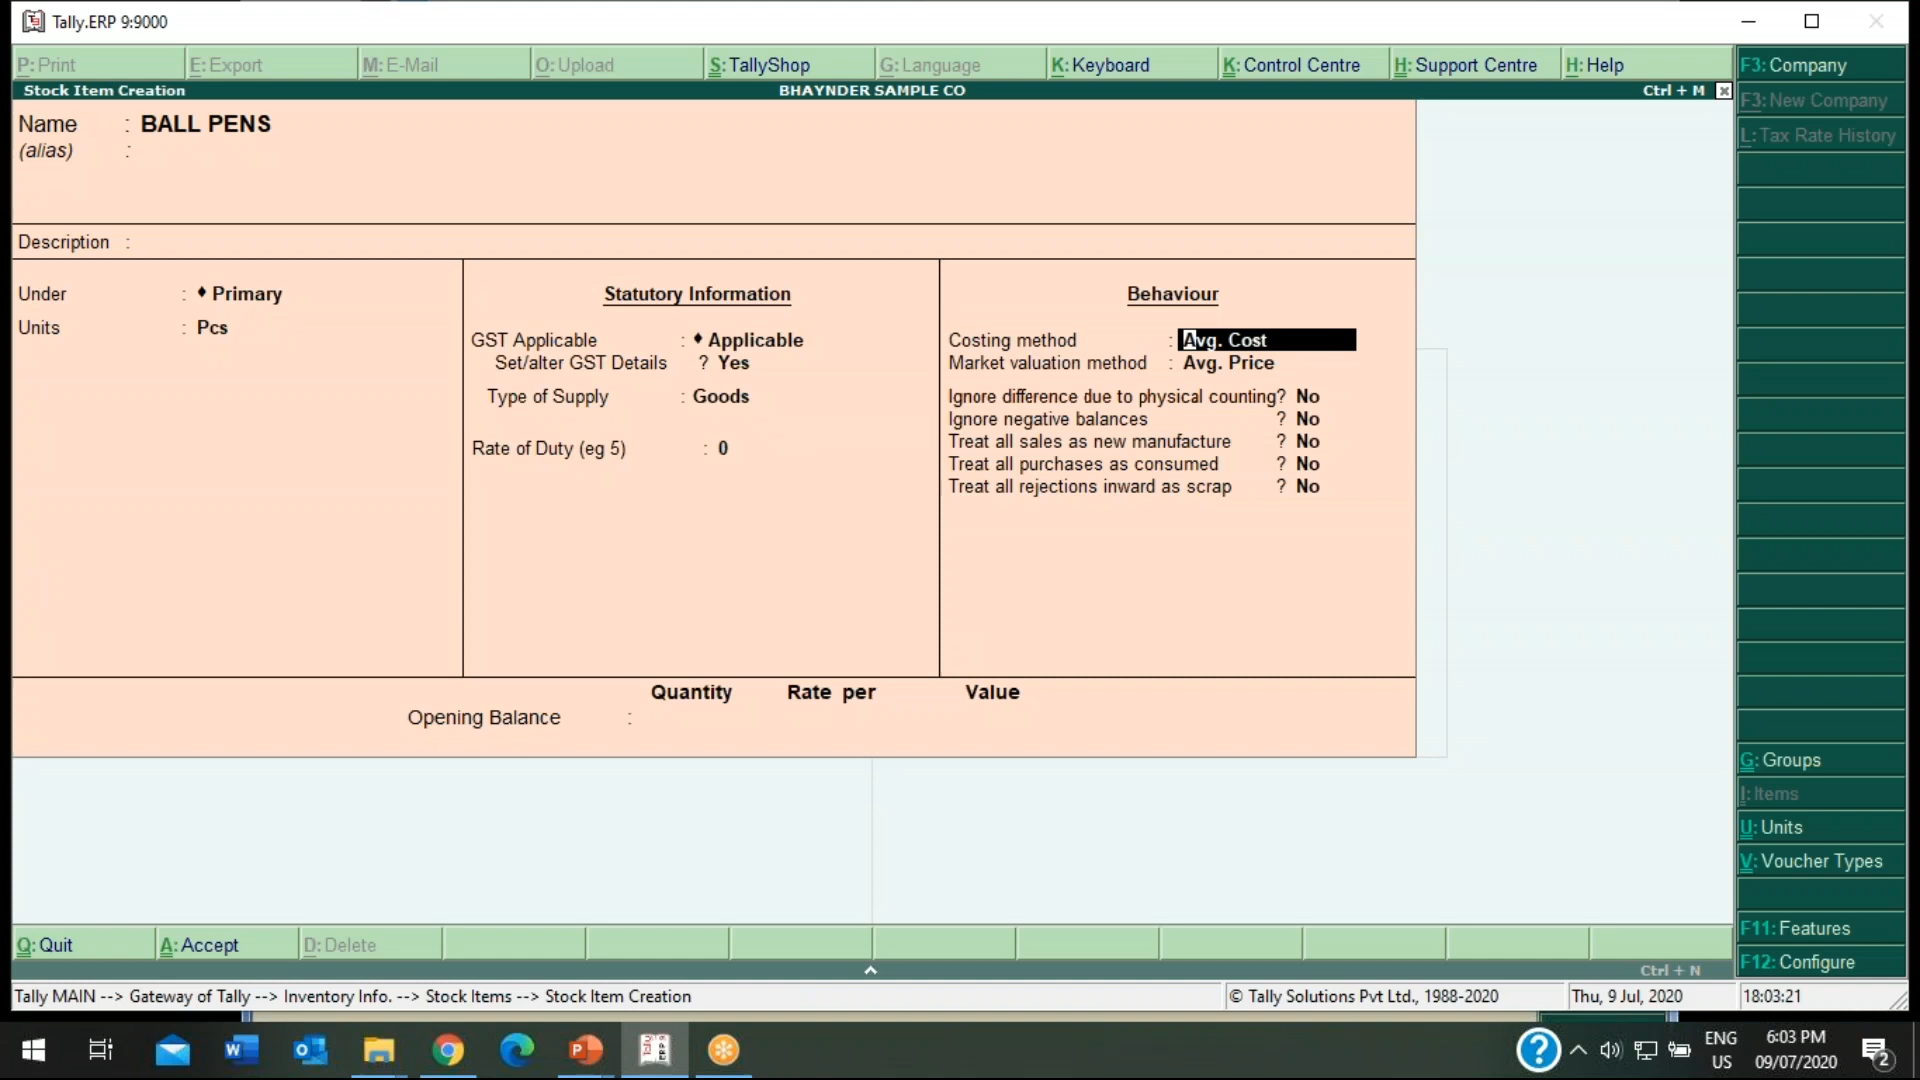 Tally.ERP 9:9000
P: Print E: Export M: E-Mail O: Upload S: TallyShop G: Language K: Keyboard K: Control Centre H: Support Centre H: Help
F3: Company
Stock Item Creation BHAYNDER SAMPLE CO Ctrl + M
F3: New Company
L: Tax Rate History
Name : BALL PENS
(alias) :
Description :
Under : ♦ Primary
Units : Pcs
Statutory Information
GST Applicable : ♦ Applicable
Set/alter GST Details ? Yes
Type of Supply : Goods
Rate of Duty (eg 5) : 0
Behaviour
Costing method : Avg. Cost
Market valuation method : Avg. Price
Ignore difference due to physical counting? No
Ignore negative balances ? No
Treat all sales as new manufacture ? No
Treat all purchases as consumed ? No
Treat all rejections inward as scrap ? No
Quantity Rate per Value
Opening Balance :
G: Groups
I: Items
U: Units
V: Voucher Types
F11: Features
F12: Configure
Q: Quit A: Accept D: Delete
Ctrl + N
Tally MAIN --> Gateway of Tally --> Inventory Info. --> Stock Items --> Stock Item Creation © Tally Solutions Pvt Ltd., 1988-2020 Thu, 9 Jul, 2020 18:03:21
ENG 6:03 PM
US 09/07/2020 2